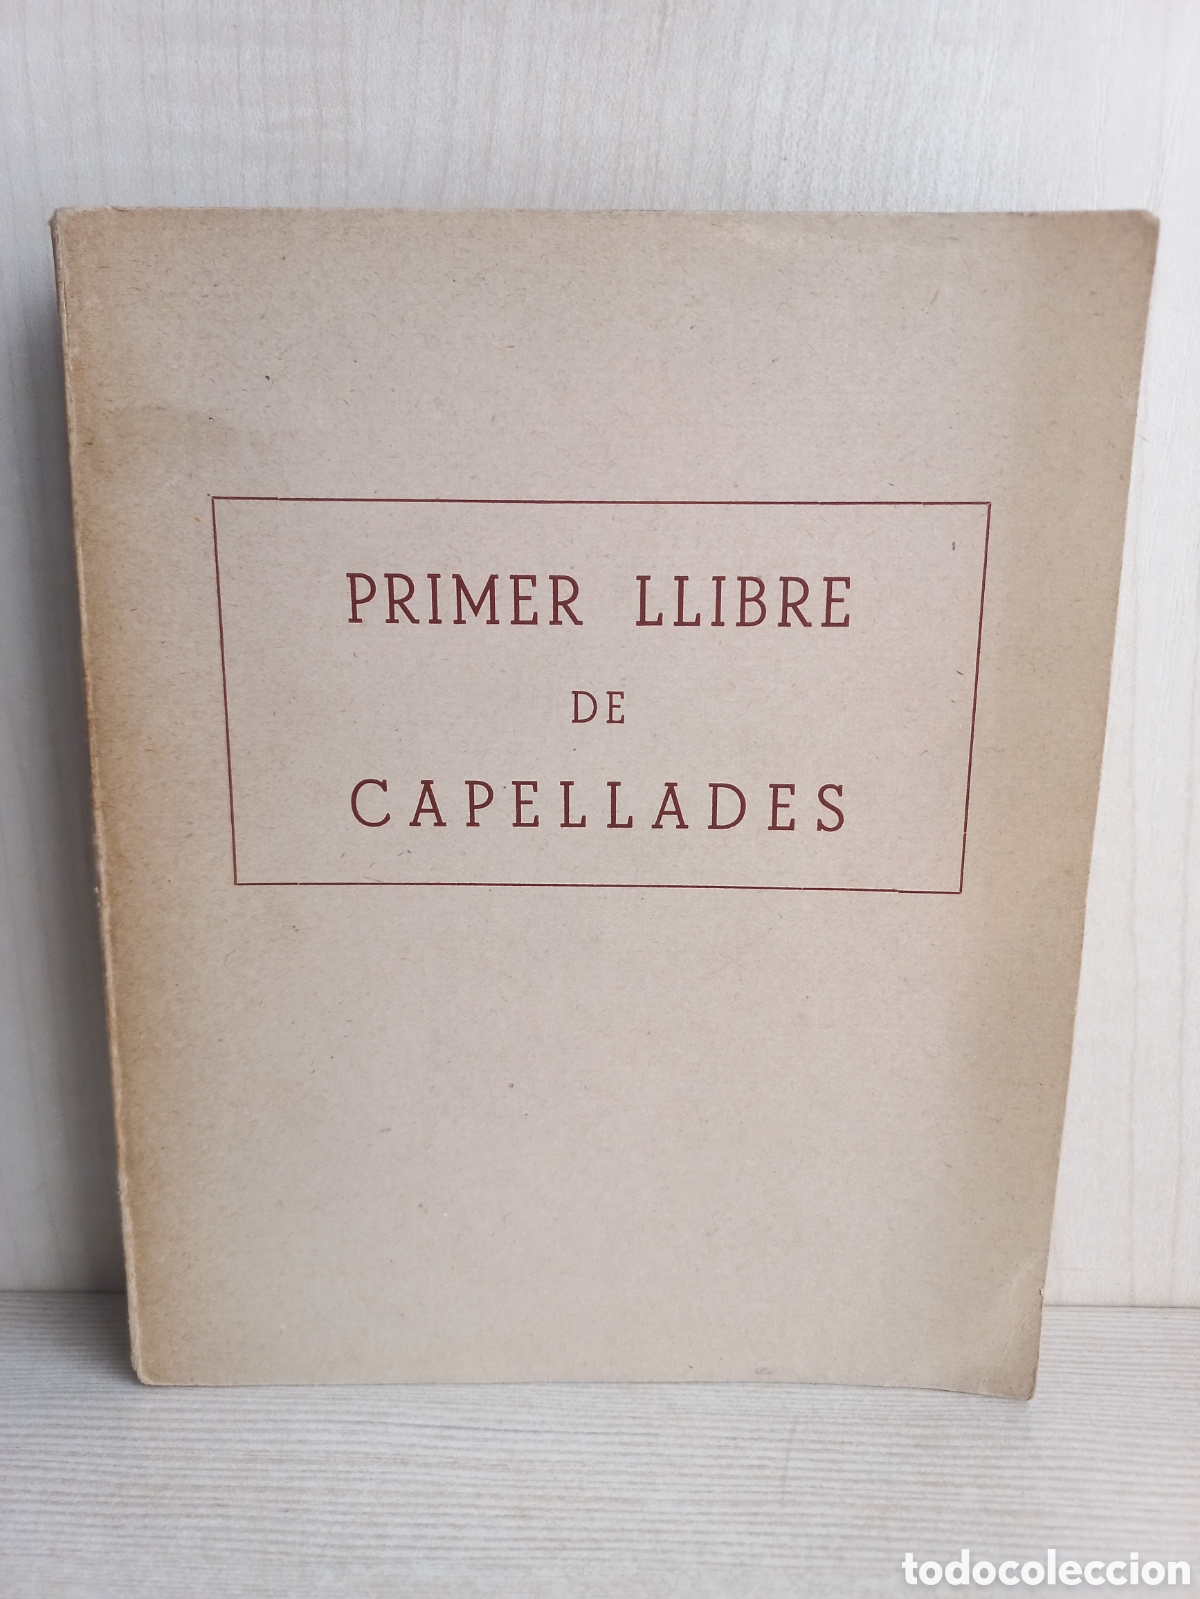 PRIMER LLIBRE
DE
CAPELLADES
todocoleccion